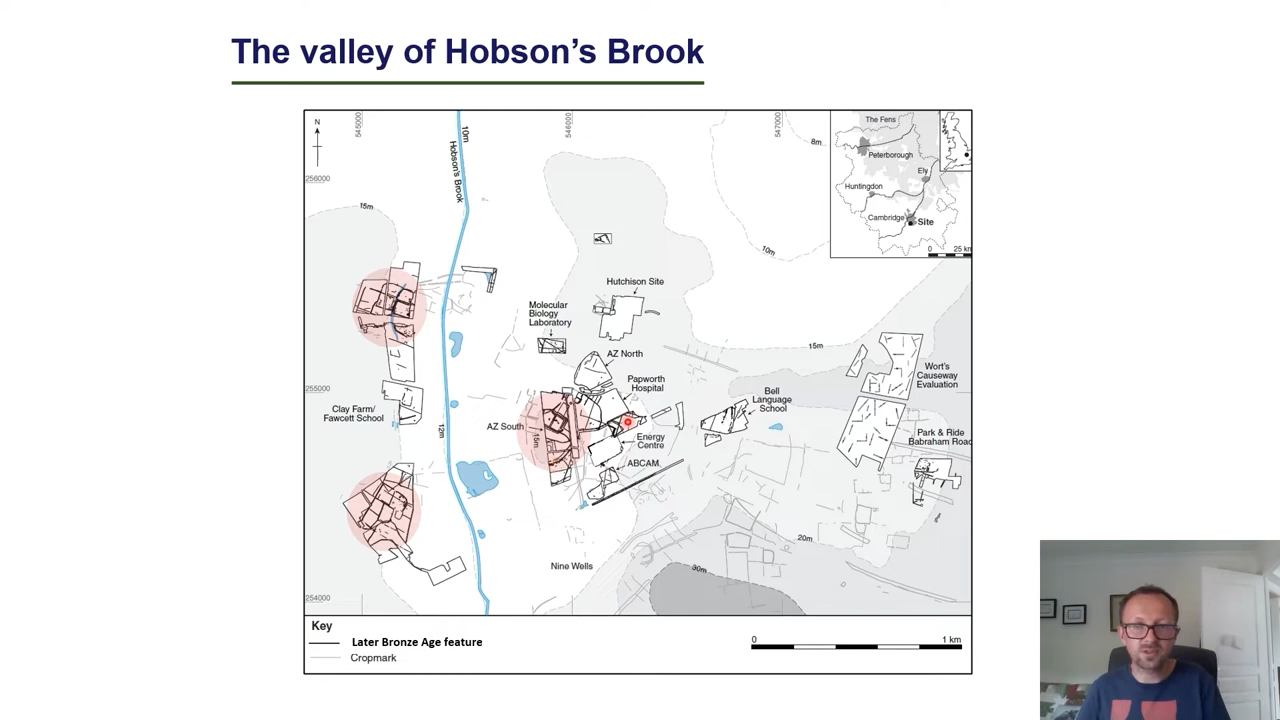 The valley of Hobson's Brook
N
545000
10m
546000
547000
8m
The Fens
Peterborough
Ely
Huntingdon
Cambridge
Site
0 25 km
Hobson's Brook
256000
15m
10m
Hutchison Site
Molecular
Biology
Laboratory
AZ North
15m
Papworth
Hospital
Wort's
Causeway
Evaluation
255000
Bell
Language
School
Clay Farm/
Fawcett School
12m
AZ South
15m
Energy
Centre
Park & Ride
Babraham Road
ABCAM
20m
Nine Wells
30m
254000
Key
Later Bronze Age feature
Cropmark
0 1 km